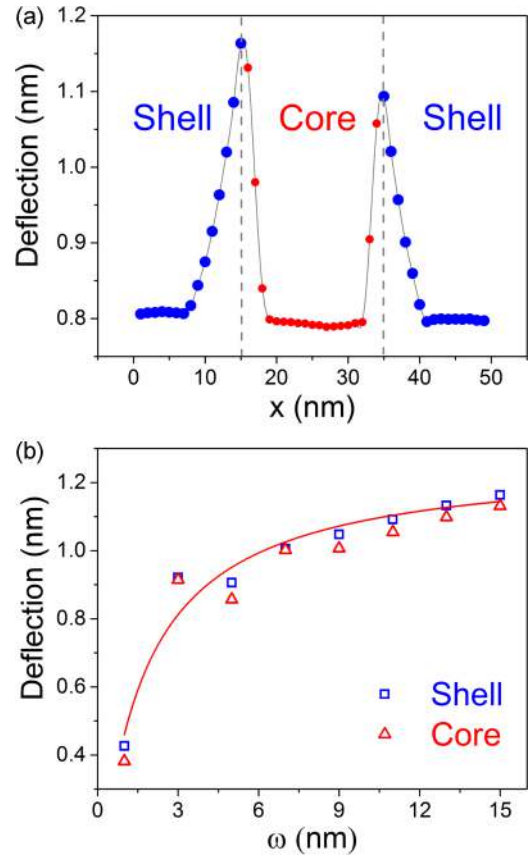 (a)
1.2
1.1
1.0
0.9
0.8
Deflection (nm)
Shell
Core
Shell
0
10
20
30
40
50
x (nm)
(b)
1.2
1.0
0.8
0.6
0.4
Deflection (nm)
Shell
Core
0
3
6
9
12
15
ω (nm)